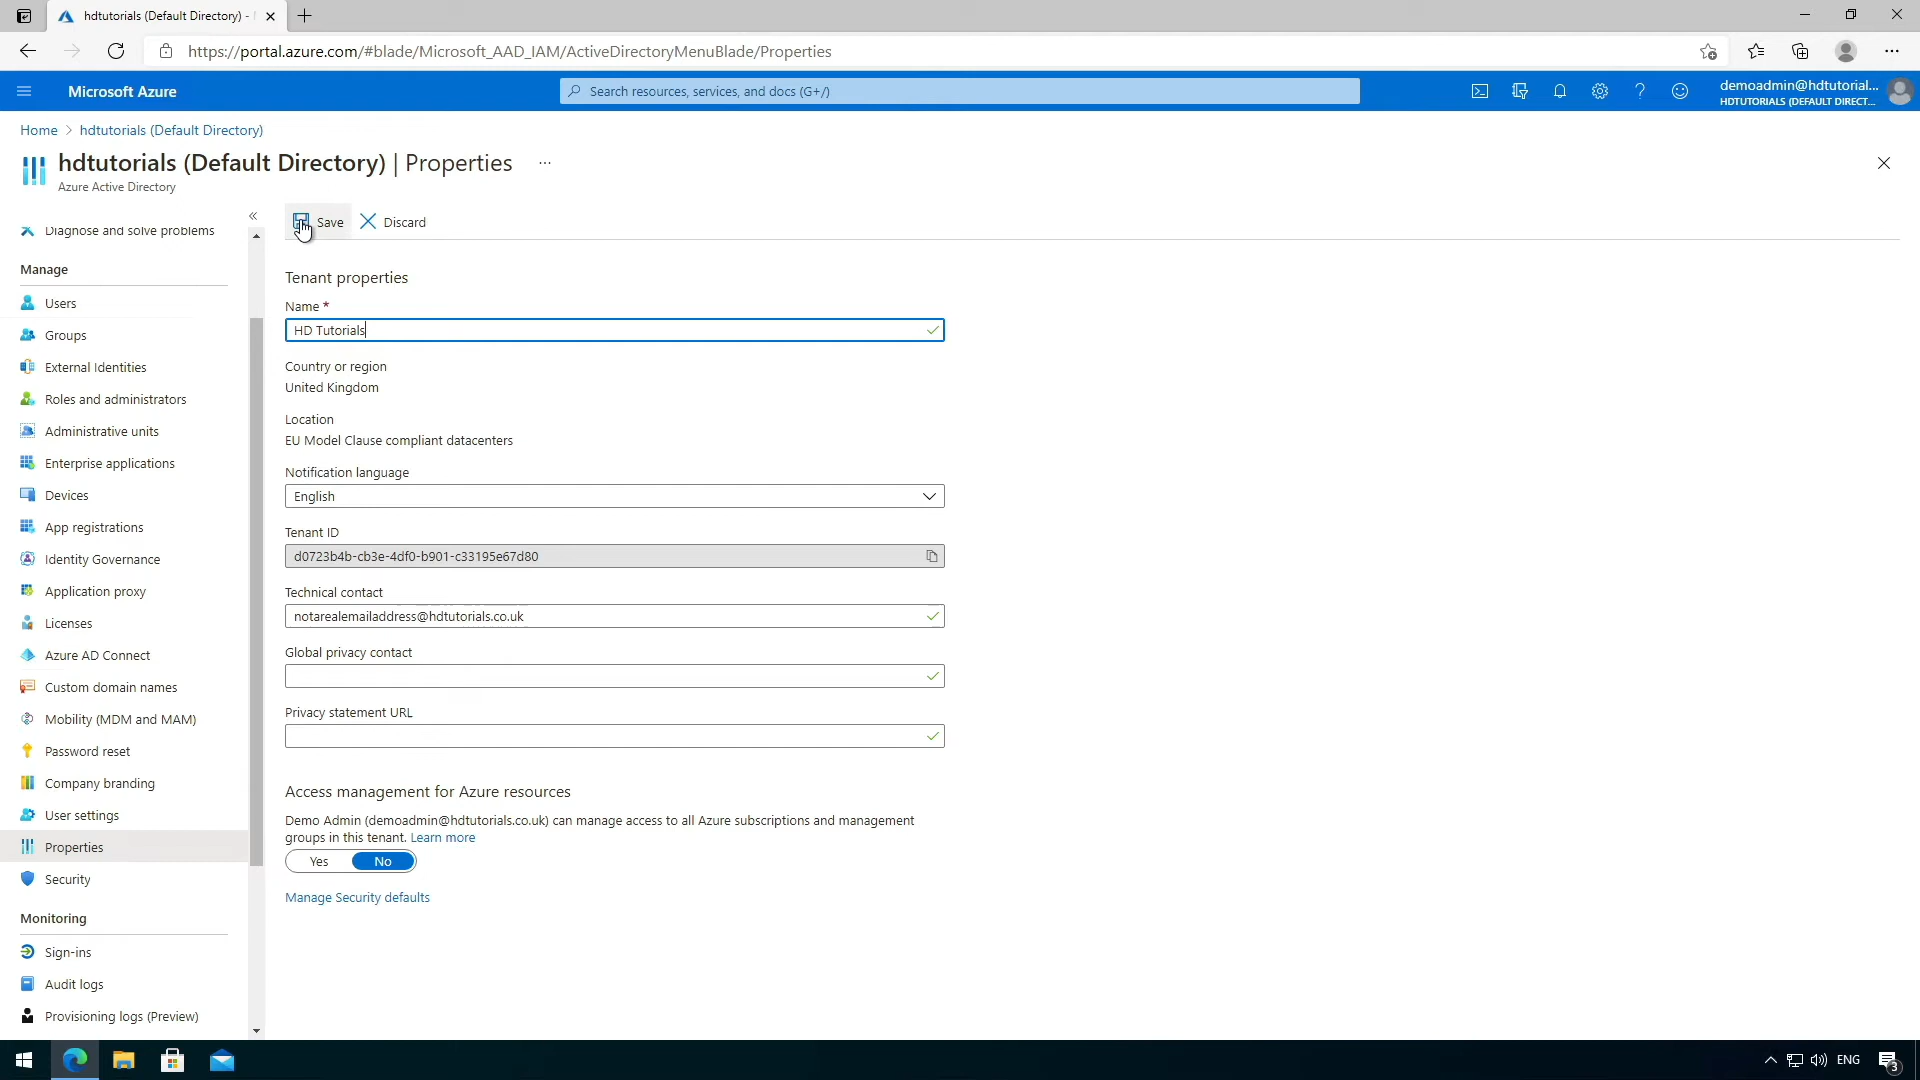 hdtutorials (Default Directory) -
https://portal.azure.com/#blade/Microsoft_AAD_IAM/ActiveDirectoryMenuBlade/Properties
Microsoft Azure
Search resources, services, and docs (G+/)
demoadmin@hdtutorial...
HDTUTORIALS (DEFAULT DIRECT...
Home > hdtutorials (Default Directory)
hdtutorials (Default Directory) | Properties ...
Azure Active Directory
Diagnose and solve problems
Manage
Users
Groups
External Identities
Roles and administrators
Administrative units
Enterprise applications
Devices
App registrations
Identity Governance
Application proxy
Licenses
Azure AD Connect
Custom domain names
Mobility (MDM and MAM)
Password reset
Company branding
User settings
Properties
Security
Monitoring
Sign-ins
Audit logs
Provisioning logs (Preview)
Save Discard
Tenant properties
Name *
HD Tutorials
Country or region
United Kingdom
Location
EU Model Clause compliant datacenters
Notification language
English
Tenant ID
d0723b4b-cb3e-4df0-b901-c33195e67d80
Technical contact
notarealemailaddress@hdtutorials.co.uk
Global privacy contact
Privacy statement URL
Access management for Azure resources
Demo Admin (demoadmin@hdtutorials.co.uk) can manage access to all Azure subscriptions and management
groups in this tenant. Learn more
Yes No
Manage Security defaults
ENG
3